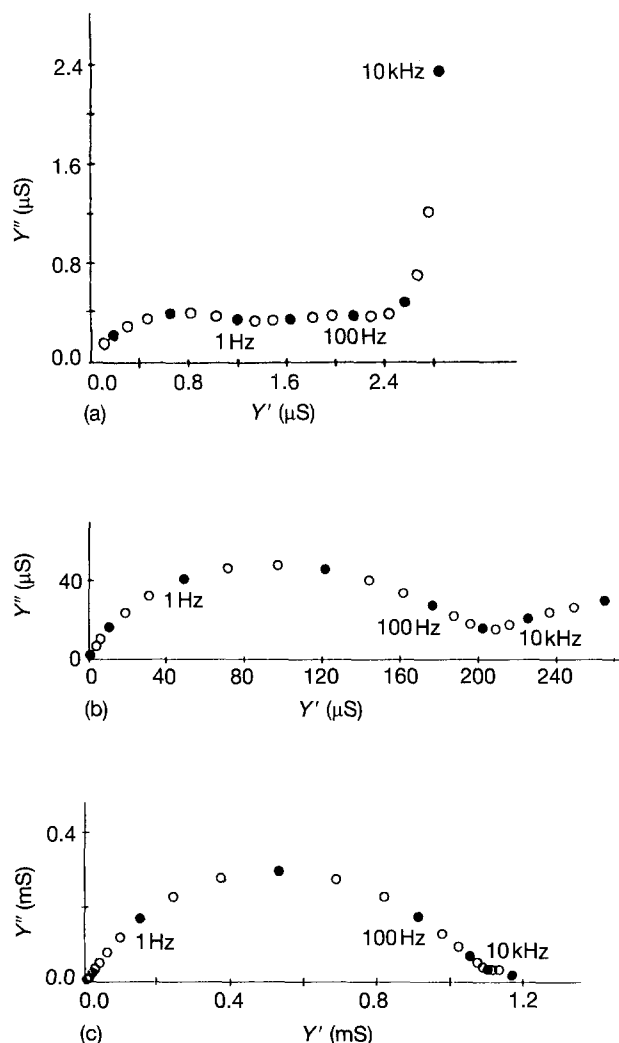 2.4
10 kHz
1.6
Y″ (μS)
0.8
1 Hz
100 Hz
0.0
0.0 0.8 1.6 2.4
(a) Y′ (μS)
Y″ (μS)
40
1 Hz
100 Hz
10 kHz
0
0 40 80 120 160 200 240
(b) Y′ (μS)
0.4
Y″ (mS)
1 Hz
100 Hz
10 kHz
0.0
0.0 0.4 0.8 1.2
(c) Y′ (mS)